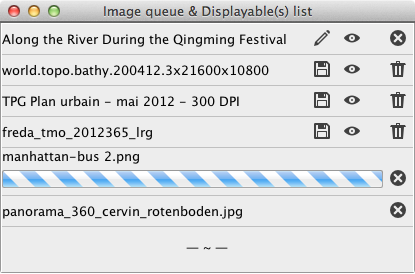 Image queue & Displayable(s) list
Along the River During the Qingming Festival
world.topo.bathy.200412.3x21600x10800
TPG Plan urbain - mai 2012 - 300 DPI
freda_tmo_2012365_lrg
manhattan-bus 2.png
panorama_360_cervin_rotenboden.jpg
— ~ —